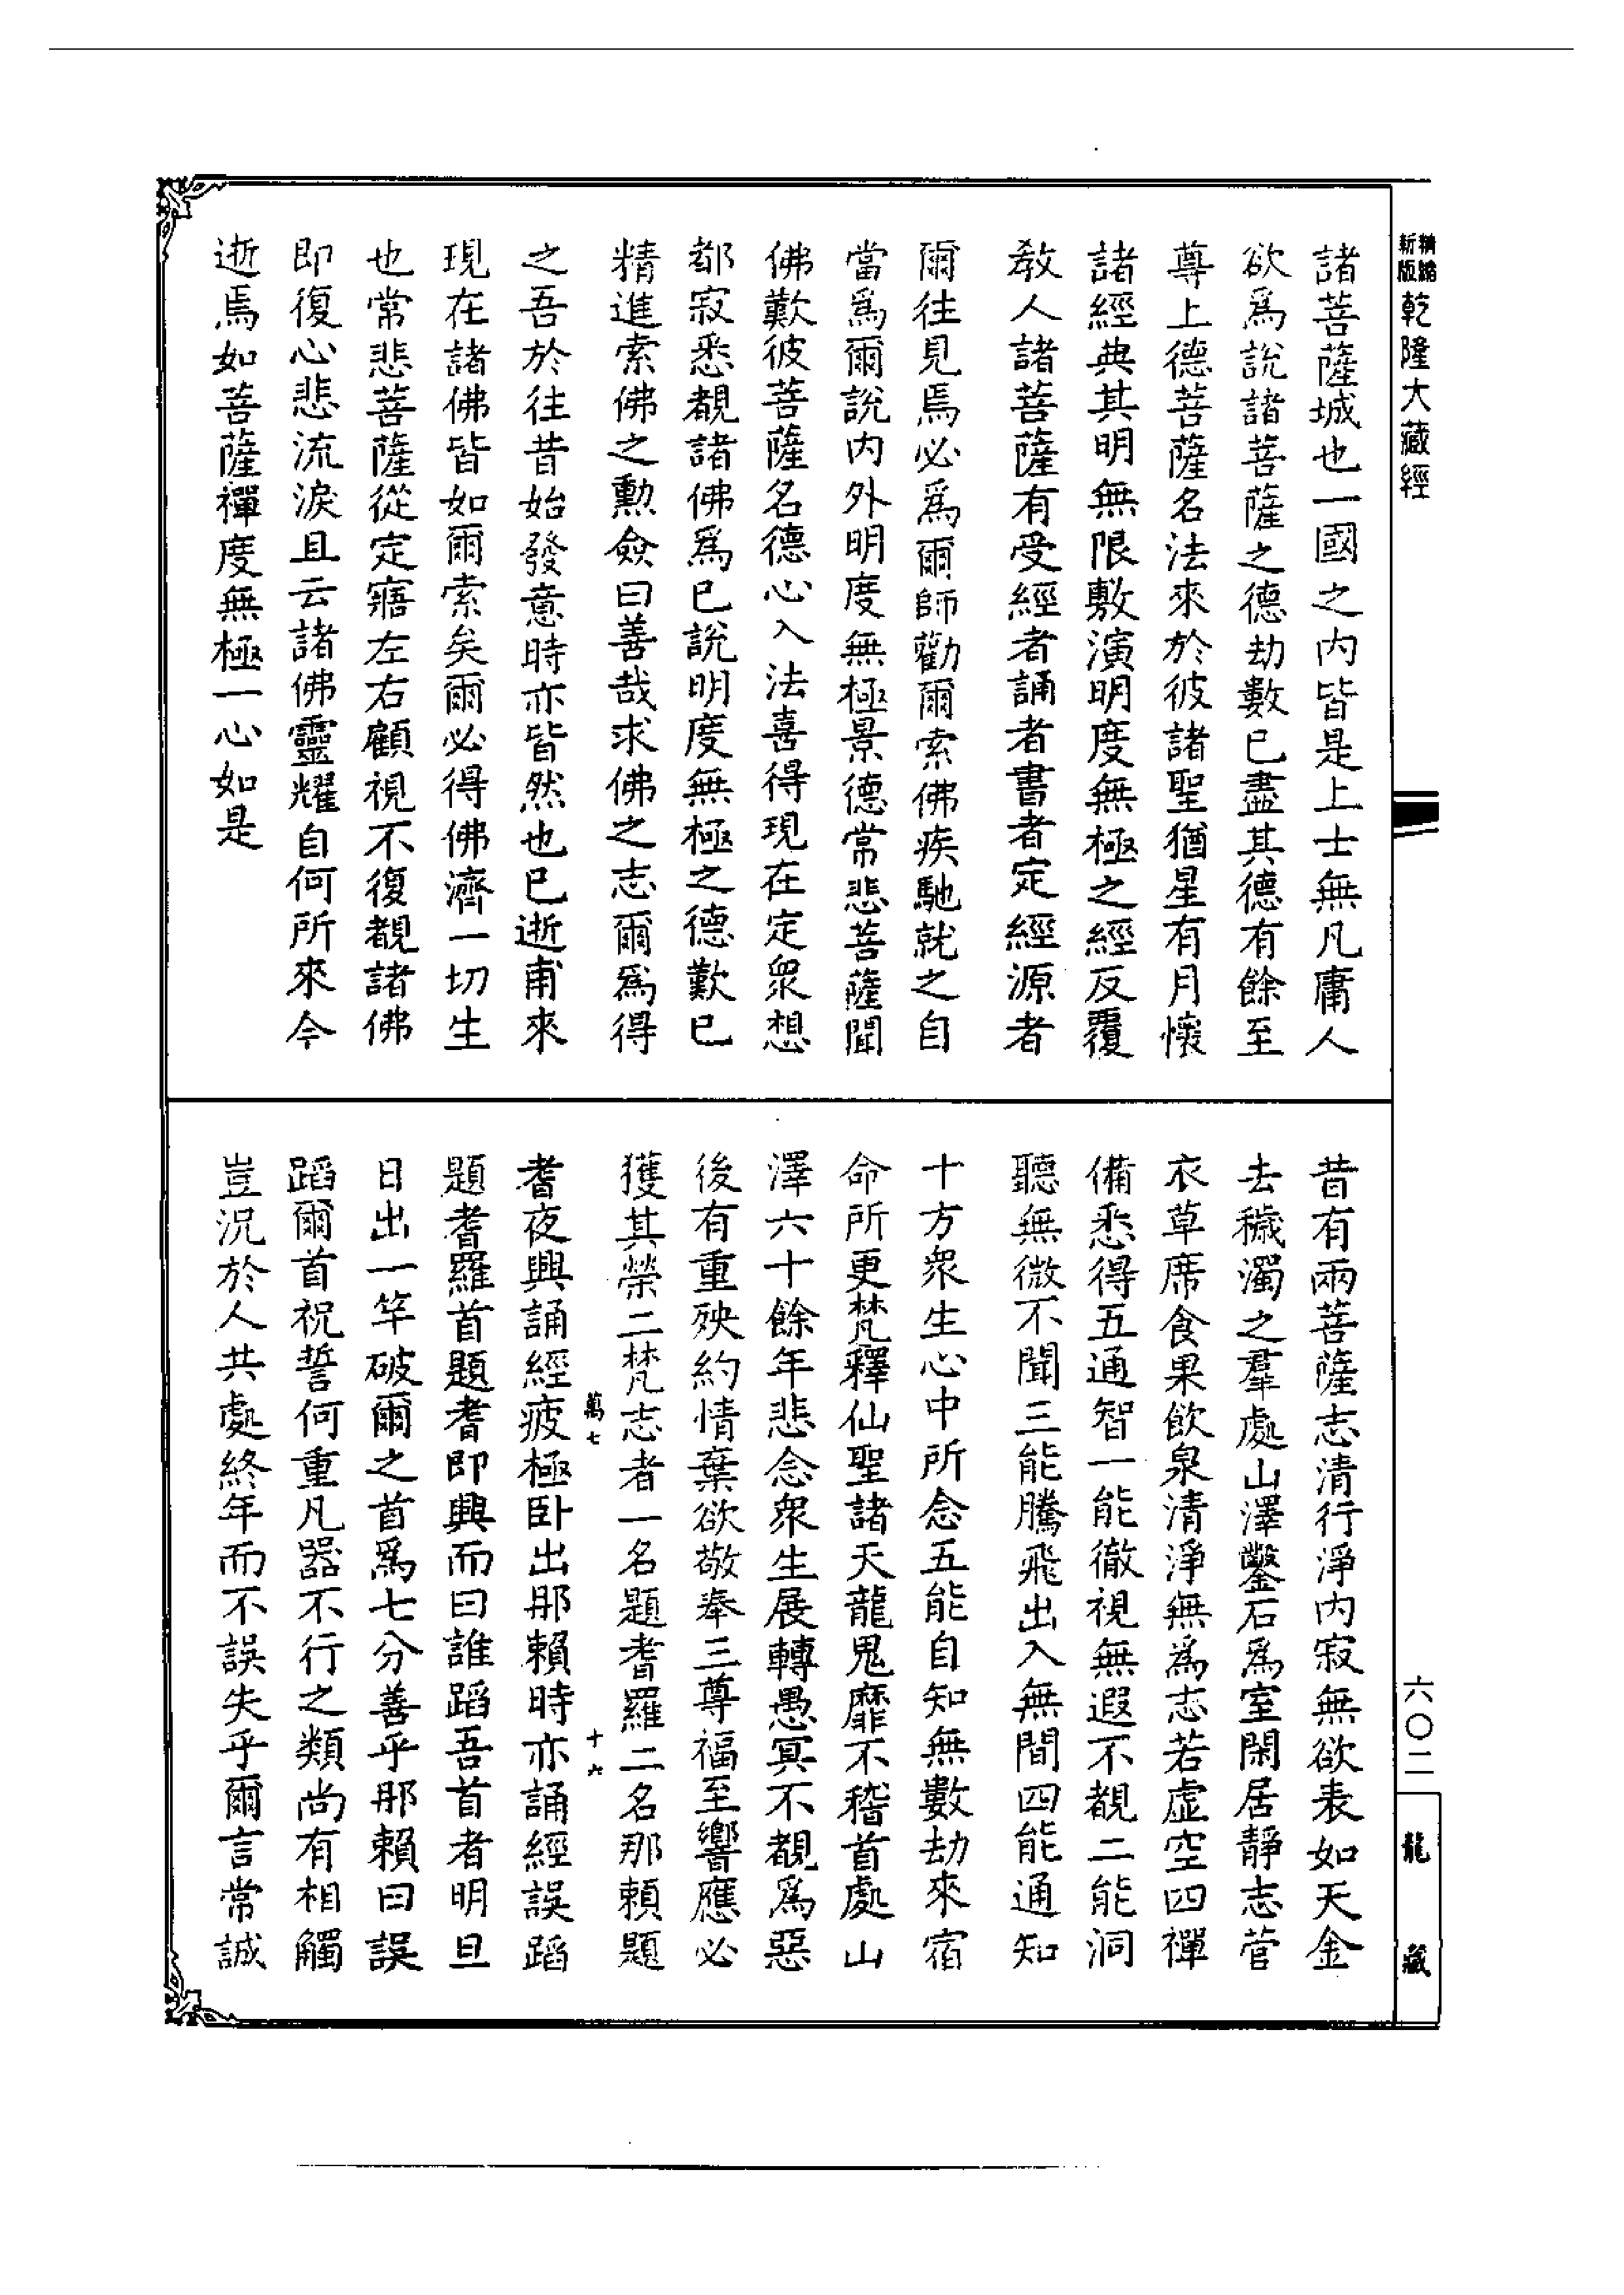 精縮新版乾隆大藏經
諸菩薩城也一國之內皆是上士無凡庸人
欲爲說諸菩薩之德劫數已盡其德有餘至
尊上德菩薩名法來於彼諸聖猶星有月懷
諸經典其明無限敷演明度無極之經反覆
教人諸菩薩有受經者誦者書者定經源者
爾往見焉必爲爾師勸爾索佛疾馳就之自
當爲爾說內外明度無極景德常悲菩薩聞
佛歎彼菩薩名德心入法喜得現在定衆想
都寂悉覩諸佛爲已說明度無極之德歎已
精進索佛之勳僉曰善哉求佛之志爾爲得
之吾於往昔始發意時亦皆然也已逝甫來
現在諸佛皆如爾索矣爾必得佛濟一切生
也常悲菩薩從定寤左右顧視不復覩諸佛
即復心悲流淚且云諸佛靈耀自何所來今
逝焉如菩薩禪度無極一心如是
昔有兩菩薩志清行淨內寂無欲表如天金
去穢濁之羣處山澤鑿石爲室閑居靜志菅
衣草席食果飲泉清淨無爲志若虛空四禪
備悉得五通智一能徹視無遐不覩二能洞
聽無微不聞三能騰飛出入無間四能通知
十方衆生心中所念五能自知無數劫來宿
命所更梵釋仙聖諸天龍鬼靡不稽首處山
澤六十餘年悲念衆生展轉愚冥不覩爲惡
後有重殃約情棄欲敬奉三尊福至響應必
獲其榮二梵志者一名題耆羅二名那賴題
萬七 十六
耆夜興誦經疲極臥出那賴時亦誦經誤蹈
題耆羅首題耆即興而曰誰蹈吾首者明旦
日出一竿破爾之首爲七分善乎那賴曰誤
蹈爾首祝誓何重凡器不行之類尚有相觸
豈況於人共處終年而不誤失乎爾言常誠
六〇二
龍藏